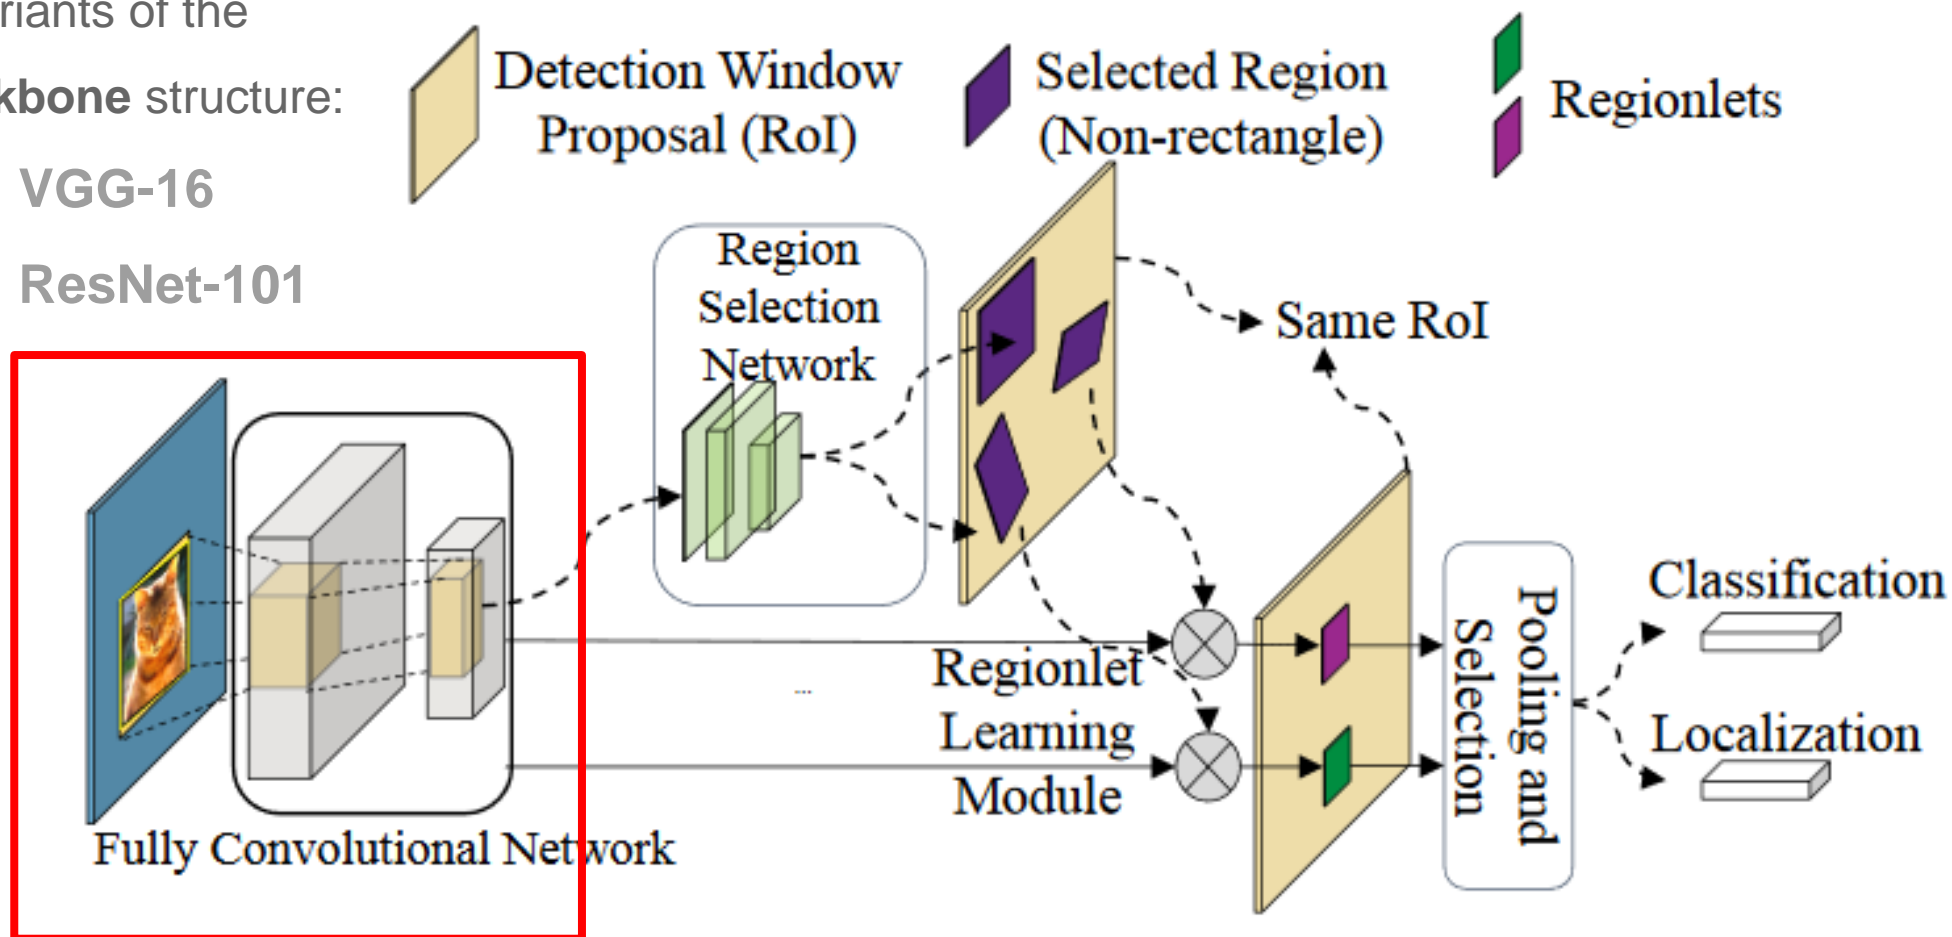 riants of the
kbone structure:
VGG-16
ResNet-101
Detection Window
Proposal (RoI)
Selected Region
(Non-rectangle)
Regionlets
Region
Selection
Network
Same RoI
Fully Convolutional Network
...
Regionlet
Learning
Module
Pooling and
Selection
Classification
Localization